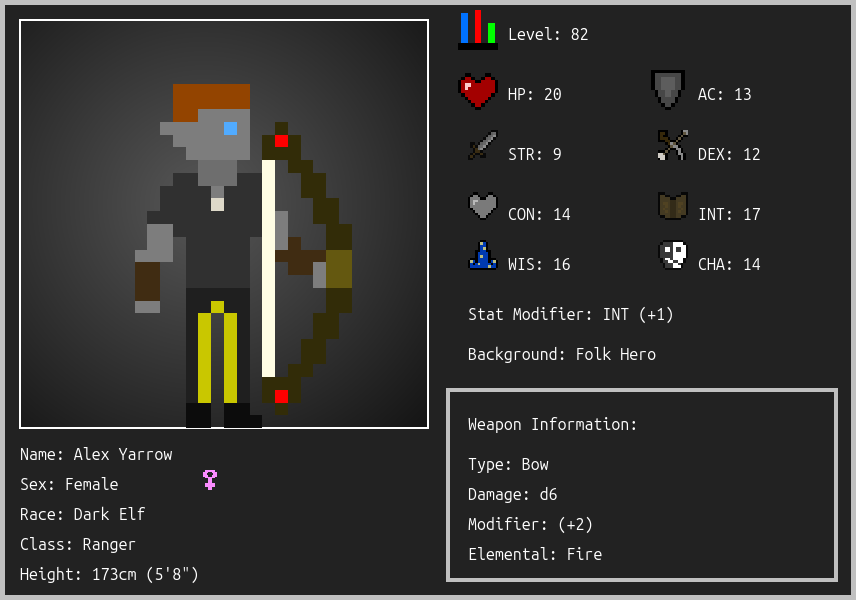 Level: 82
HP: 20
AC: 13
STR: 9
DEX: 12
CON: 14
INT: 17
WIS: 16
CHA: 14
Stat Modifier: INT (+1)
Background: Folk Hero
Weapon Information:
Type: Bow
Damage: d6
Modifier: (+2)
Elemental: Fire
Name: Alex Yarrow
Sex: Female
Race: Dark Elf
Class: Ranger
Height: 173cm (5'8")